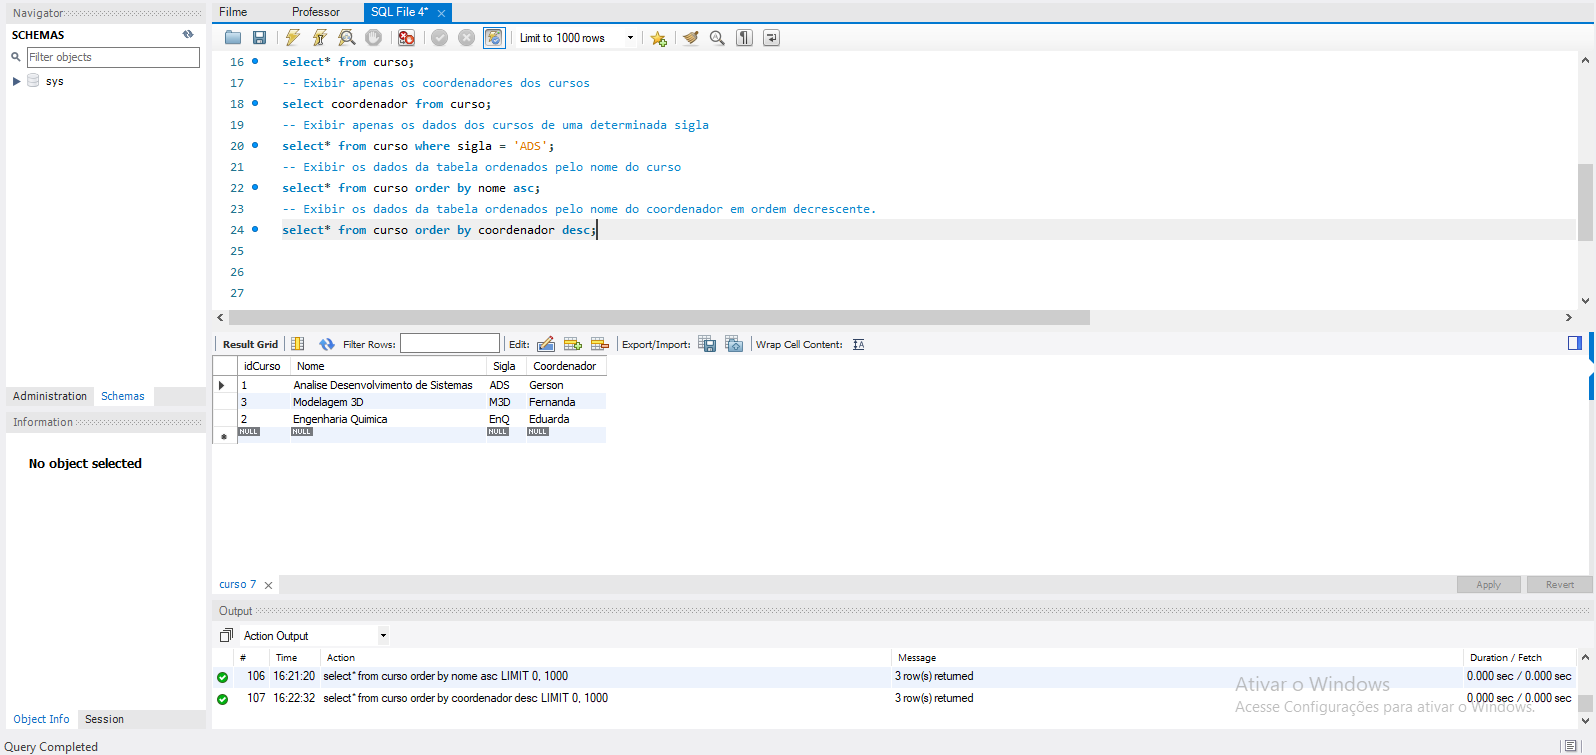 Navigator
SCHEMAS
Filter objects
sys
Administration Schemas
Information
No object selected
Object Info Session
Query Completed
Filme Professor SQL File 4*
Limit to 1000 rows
16 select* from curso;
17 -- Exibir apenas os coordenadores dos cursos
18 select coordenador from curso;
19 -- Exibir apenas os dados dos cursos de uma determinada sigla
20 select* from curso where sigla = 'ADS';
21 -- Exibir os dados da tabela ordenados pelo nome do curso
22 select* from curso order by nome asc;
23 -- Exibir os dados da tabela ordenados pelo nome do coordenador em ordem decrescente.
24 select* from curso order by coordenador desc;
25
26
27
Result Grid Filter Rows: Edit: Export/Import: Wrap Cell Content:
idCurso Nome Sigla Coordenador
1 Analise Desenvolvimento de Sistemas ADS Gerson
3 Modelagem 3D M3D Fernanda
2 Engenharia Quimica EnQ Eduarda
NULL NULL NULL NULL
curso 7 Apply Revert
Output
Action Output
# Time Action Message Duration / Fetch
106 16:21:20 select* from curso order by nome asc LIMIT 0, 1000 3 row(s) returned 0.000 sec / 0.000 sec
107 16:22:32 select* from curso order by coordenador desc LIMIT 0, 1000 3 row(s) returned 0.000 sec / 0.000 sec
Ativar o Windows
Acesse Configurações para ativar o Windows.